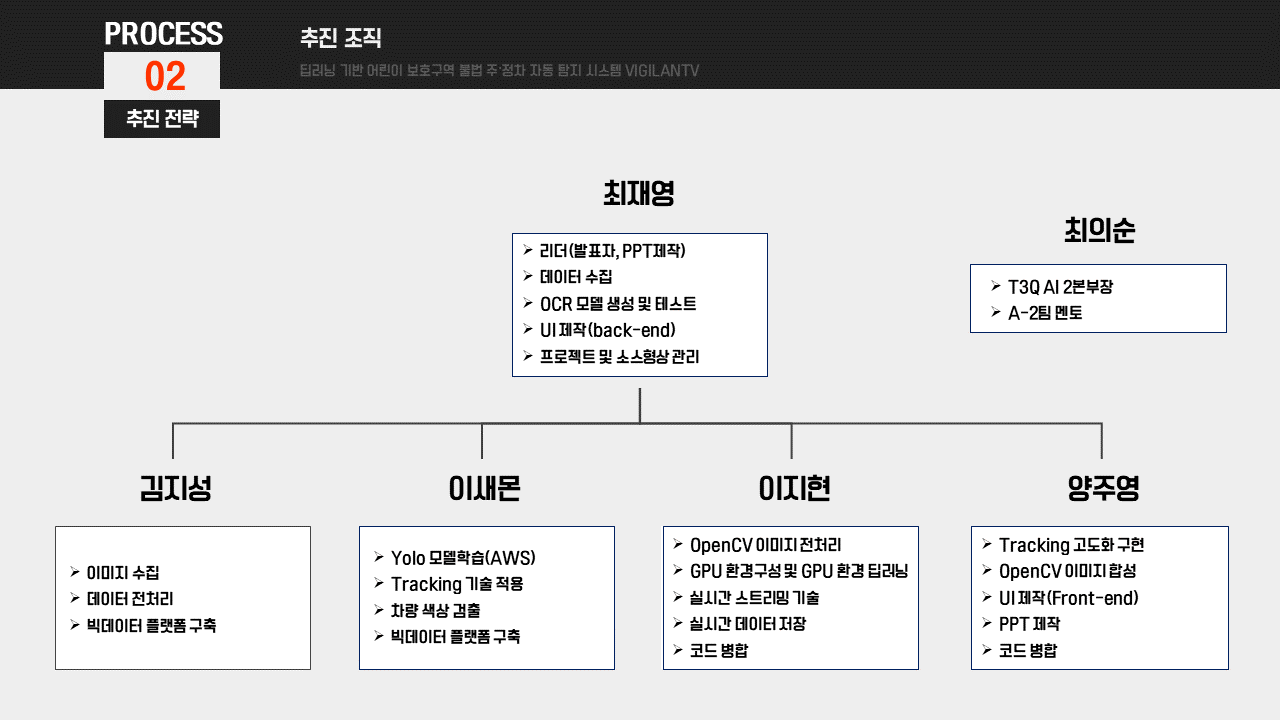 PROCESS
02
추진 전략
추진 조직
딥러닝 기반 어린이 보호구역 불법 주·정차 자동 탐지 시스템 VIGILANTV
최재영
리더(발표자, PPT제작)
데이터 수집
OCR 모델 생성 및 테스트
UI 제작(back-end)
프로젝트 및 소스형상 관리
최의순
T3Q AI 2본부장
A-2팀 멘토
김지성
이미지 수집
데이터 전처리
빅데이터 플랫폼 구축
이새몬
Yolo 모델학습(AWS)
Tracking 기술 적용
차량 색상 검출
빅데이터 플랫폼 구축
이지현
OpenCV 이미지 전처리
GPU 환경구성 및 GPU 환경 딥러닝
실시간 스트리밍 기술
실시간 데이터 저장
코드 병합
양주영
Tracking 고도화 구현
OpenCV 이미지 합성
UI 제작(Front-end)
PPT 제작
코드 병합